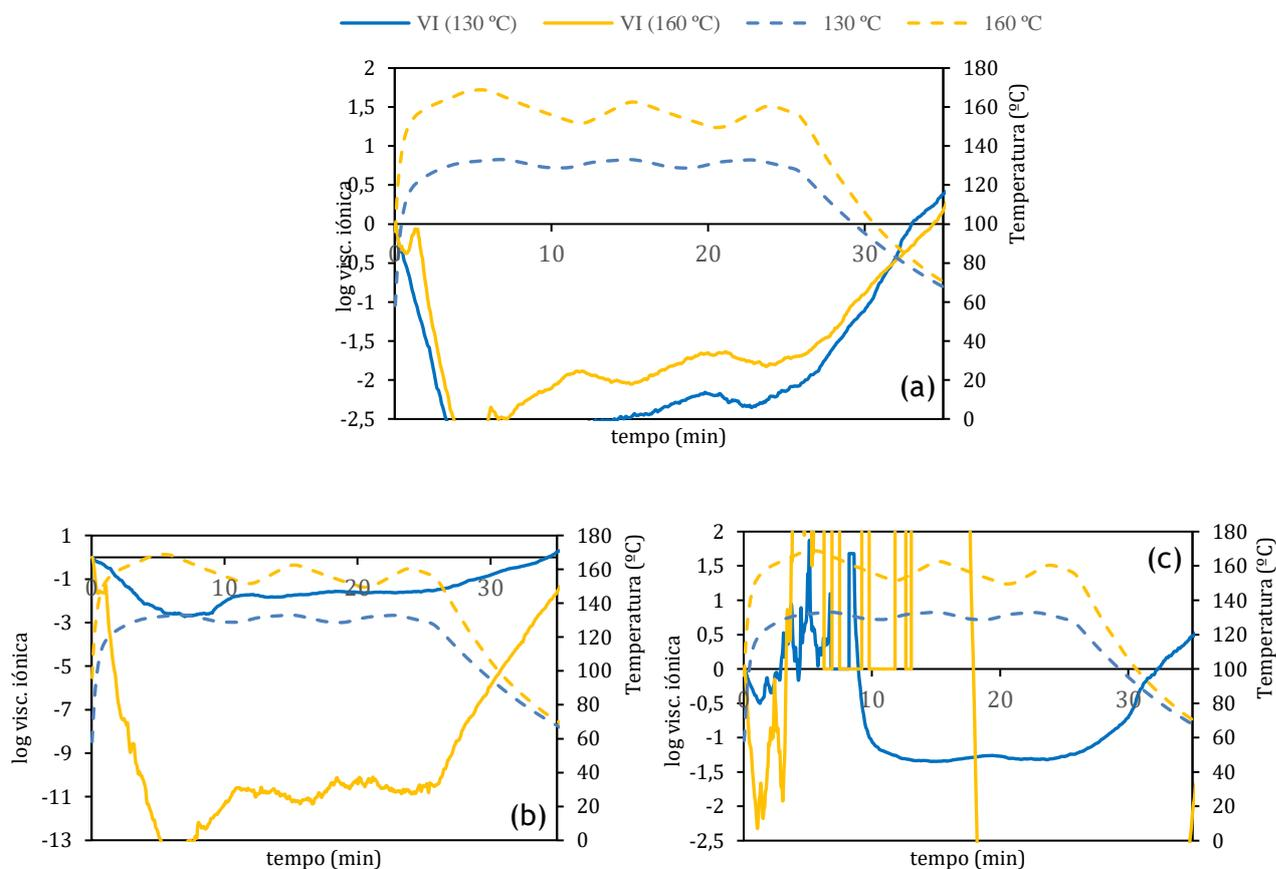 VI (130 ºC) VI (160 ºC) 130 ºC 160 ºC
2 180
1,5 160
1 140
0,5 120
0 100
0 10 20 30
-0,5 80
-1 60
-1,5 40
-2 20
-2,5 0
log visc. iónica
Temperatura (ºC)
(a)
tempo (min)
1 180
-1 160
0 10 20 30
140
-3 120
-5 100
-7 80
-9 60
-11 40
20
-13 0
log visc. iónica
Temperatura (ºC)
(b)
tempo (min)
2 180
1,5 160
1 140
0,5 120
0 100
0 10 20 30
-0,5 80
-1 60
-1,5 40
-2 20
-2,5 0
log visc. iónica
Temperatura (ºC)
(c)
tempo (min)